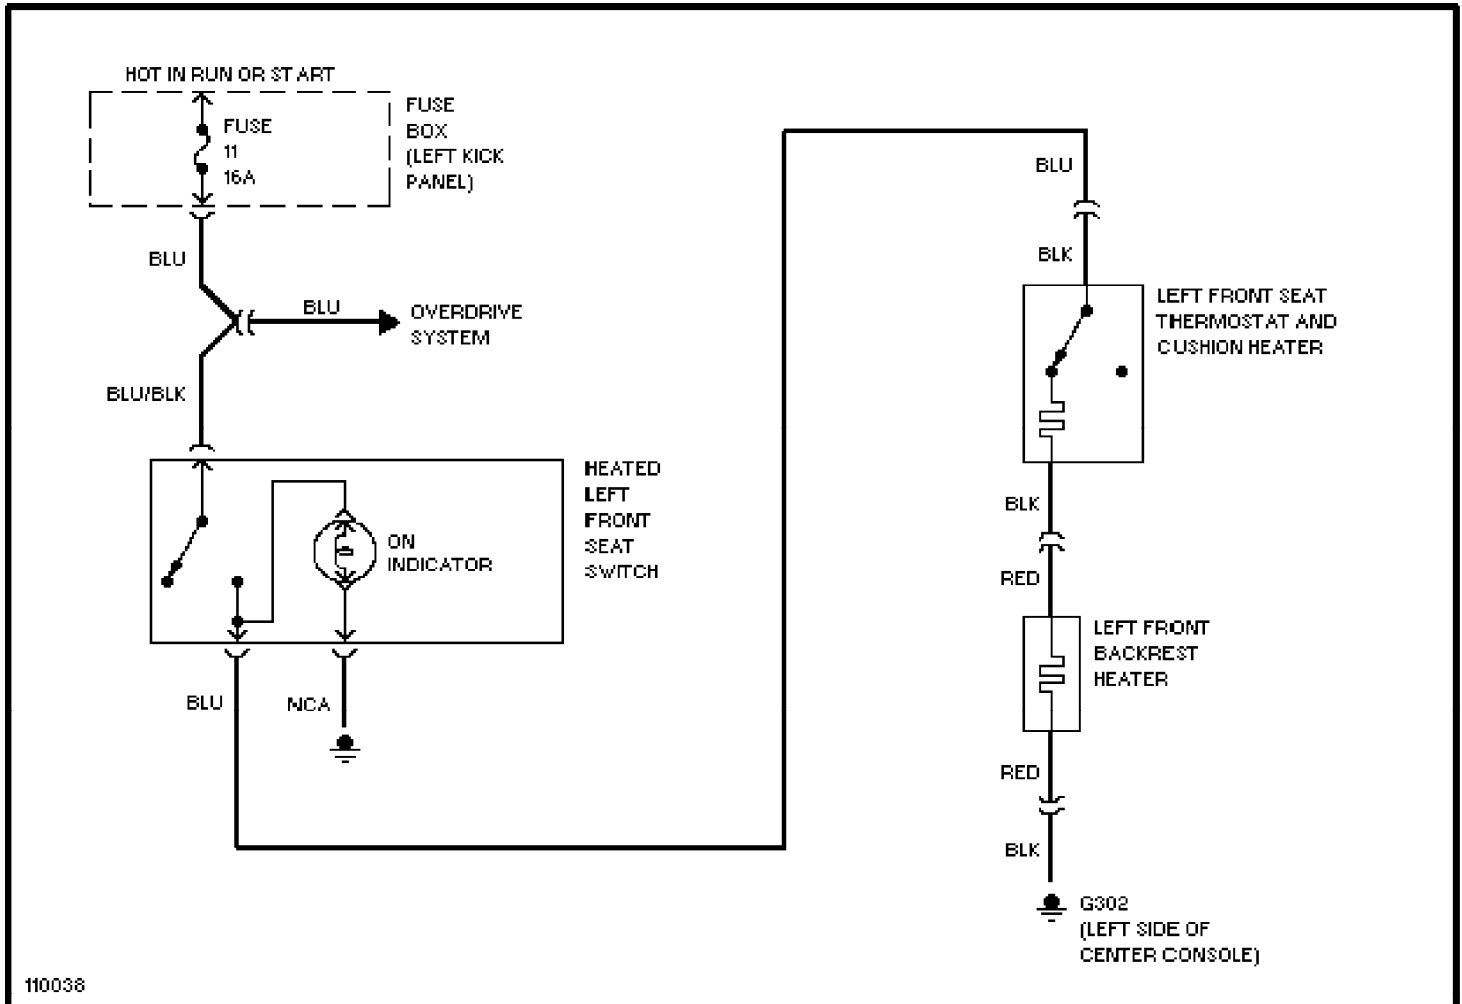 HOT IN RUN OR START
FUSE
11
16A
FUSE
BOX
(LEFT KICK
PANEL)
BLU
BLU
OVERDRIVE
SYSTEM
BLU/BLK
HEATED
LEFT
FRONT
SEAT
SWITCH
ON
INDICATOR
BLU
NCA
BLU
BLK
LEFT FRONT SEAT
THERMOSTAT AND
CUSHION HEATER
BLK
RED
LEFT FRONT
BACKREST
HEATER
RED
BLK
G302
(LEFT SIDE OF
CENTER CONSOLE)
110038